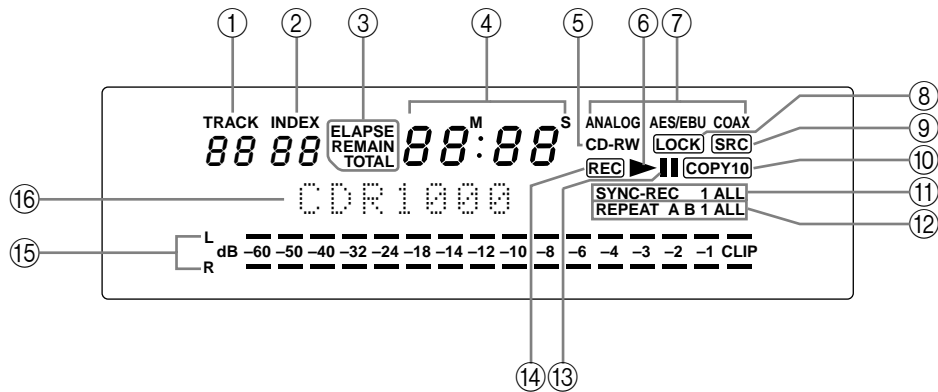 ① ② ③ ④ ⑤ ⑥ ⑦
⑧
TRACK INDEX ELAPSE M S ANALOG AES/EBU COAX
88 88 REMAIN 88:88 CD-RW LOCK SRC ⑨
TOTAL REC COPY10 ⑩
⑯ CDR1000 SYNC-REC 1 ALL ⑪
REPEAT A B 1 ALL ⑫
L
⑮ dB –60 –50 –40 –32 –24 –18 –14 –12 –10 –8 –6 –4 –3 –2 –1 CLIP
R
⑭ ⑬